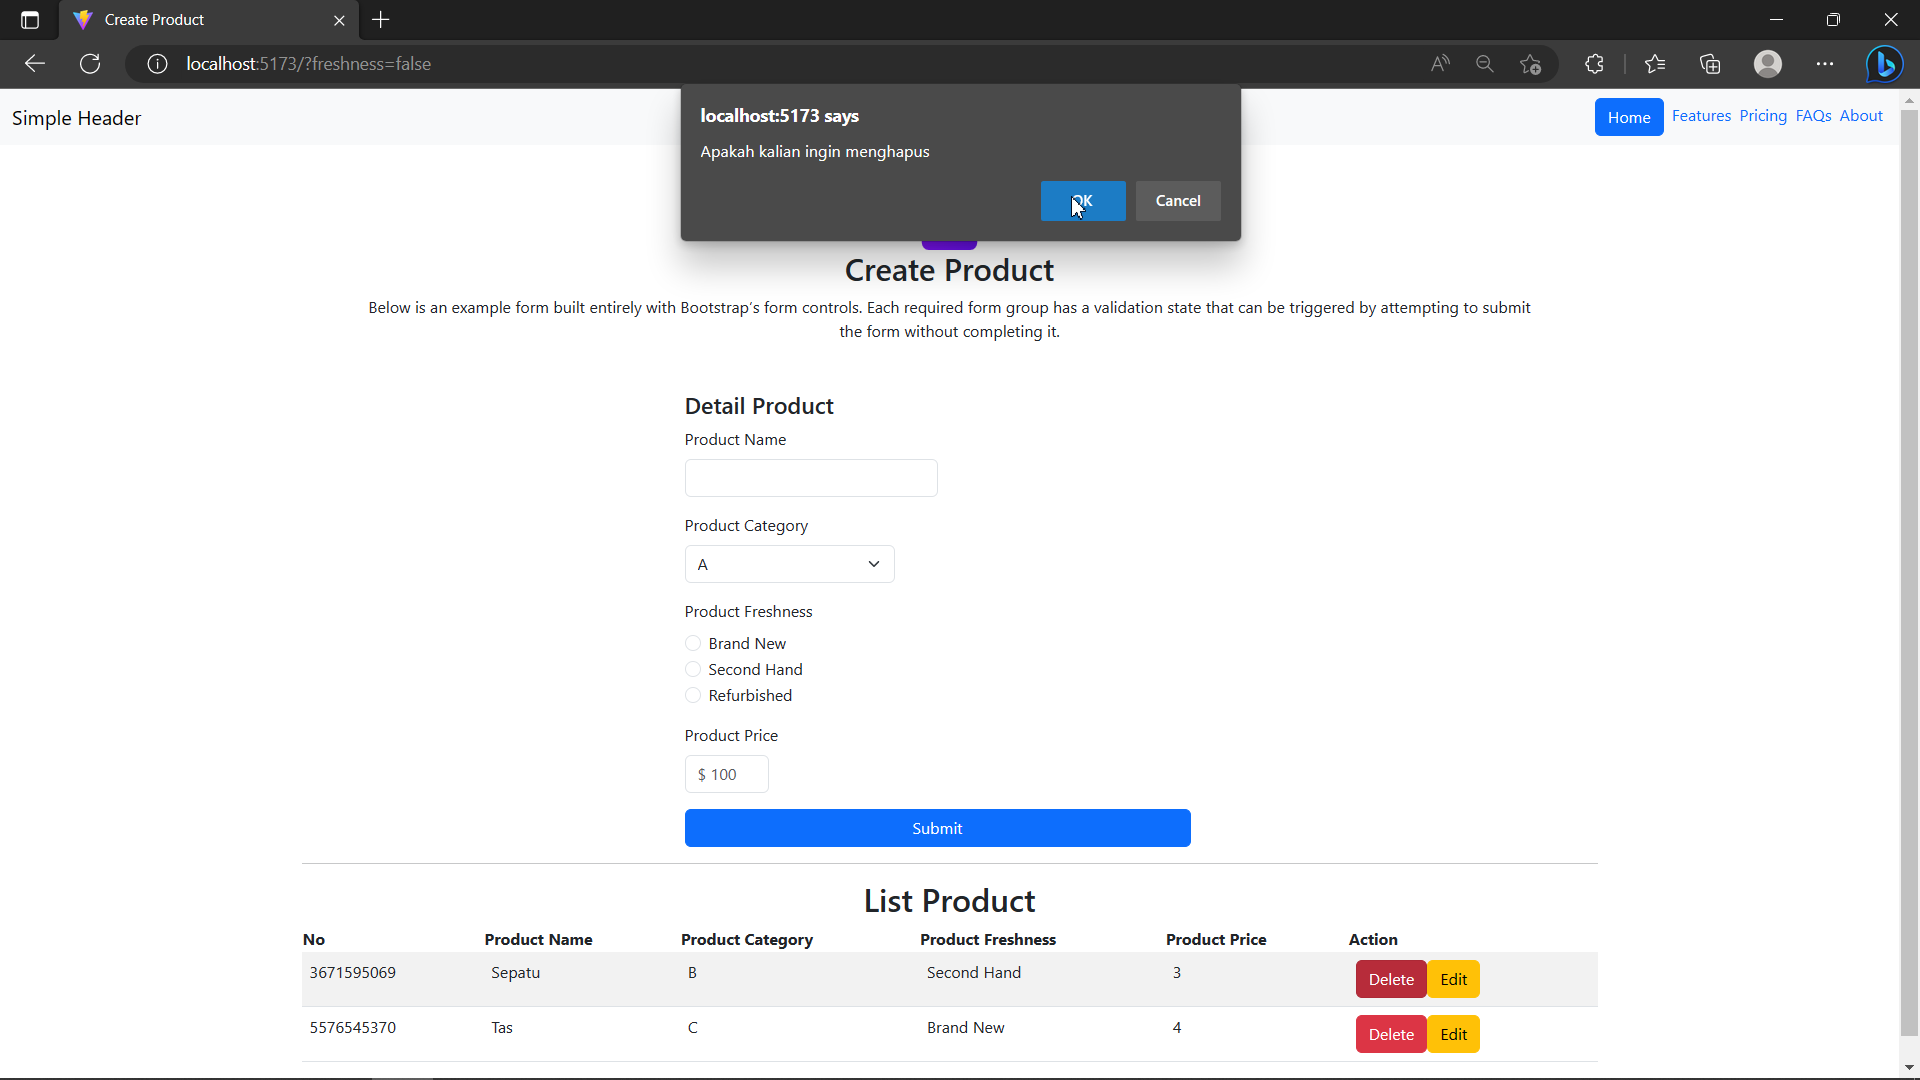 Create Product
localhost:5173/?freshness=false
Simple Header
Home Features Pricing FAQs About
localhost:5173 says
Apakah kalian ingin menghapus
OK Cancel
Create Product
Below is an example form built entirely with Bootstrap's form controls. Each required form group has a validation state that can be triggered by attempting to submit
the form without completing it.
Detail Product
Product Name
Product Category
A
Product Freshness
Brand New
Second Hand
Refurbished
Product Price
$ 100
Submit
List Product
No Product Name Product Category Product Freshness Product Price Action
3671595069 Sepatu B Second Hand 3 Delete Edit
5576545370 Tas C Brand New 4 Delete Edit